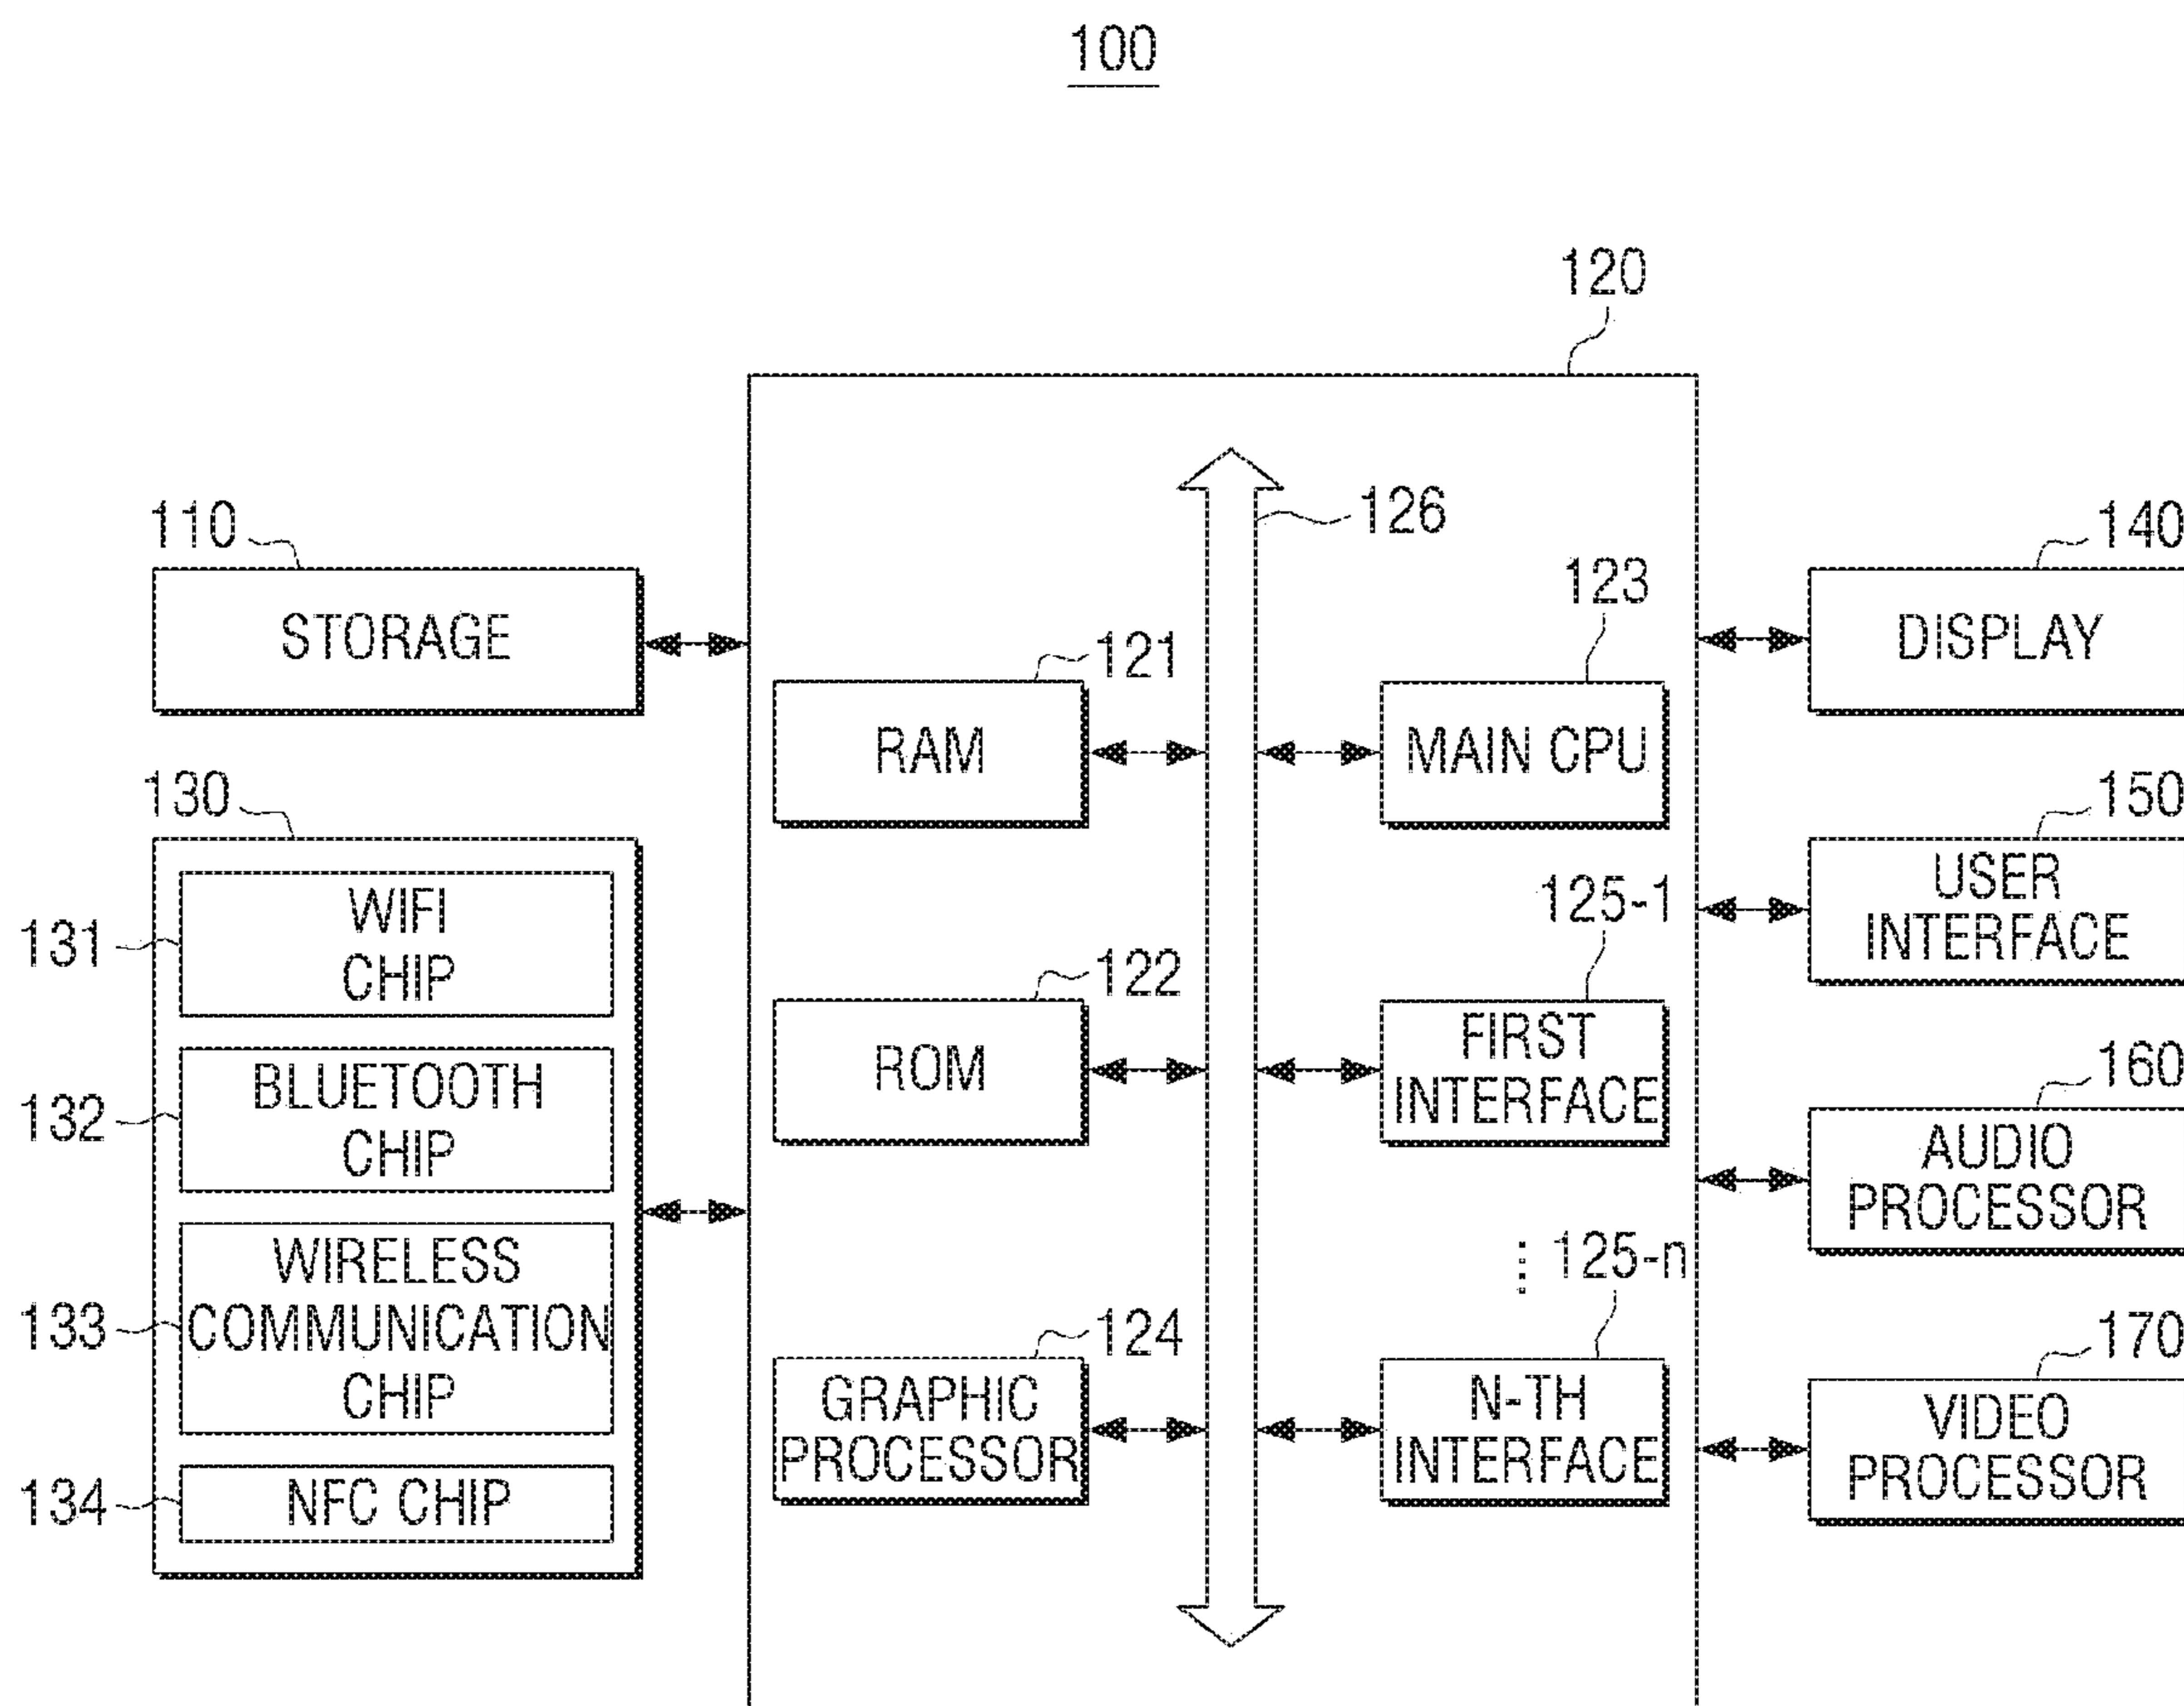 100
120
126
110
STORAGE
121
RAM
123
MAIN CPU
140
DISPLAY
130
131
WIFI
CHIP
132
BLUETOOTH
CHIP
133
WIRELESS
COMMUNICATION
CHIP
134
NFC CHIP
122
ROM
125-1
FIRST
INTERFACE
124
GRAPHIC
PROCESSOR
125-n
N-TH
INTERFACE
150
USER
INTERFACE
160
AUDIO
PROCESSOR
170
VIDEO
PROCESSOR